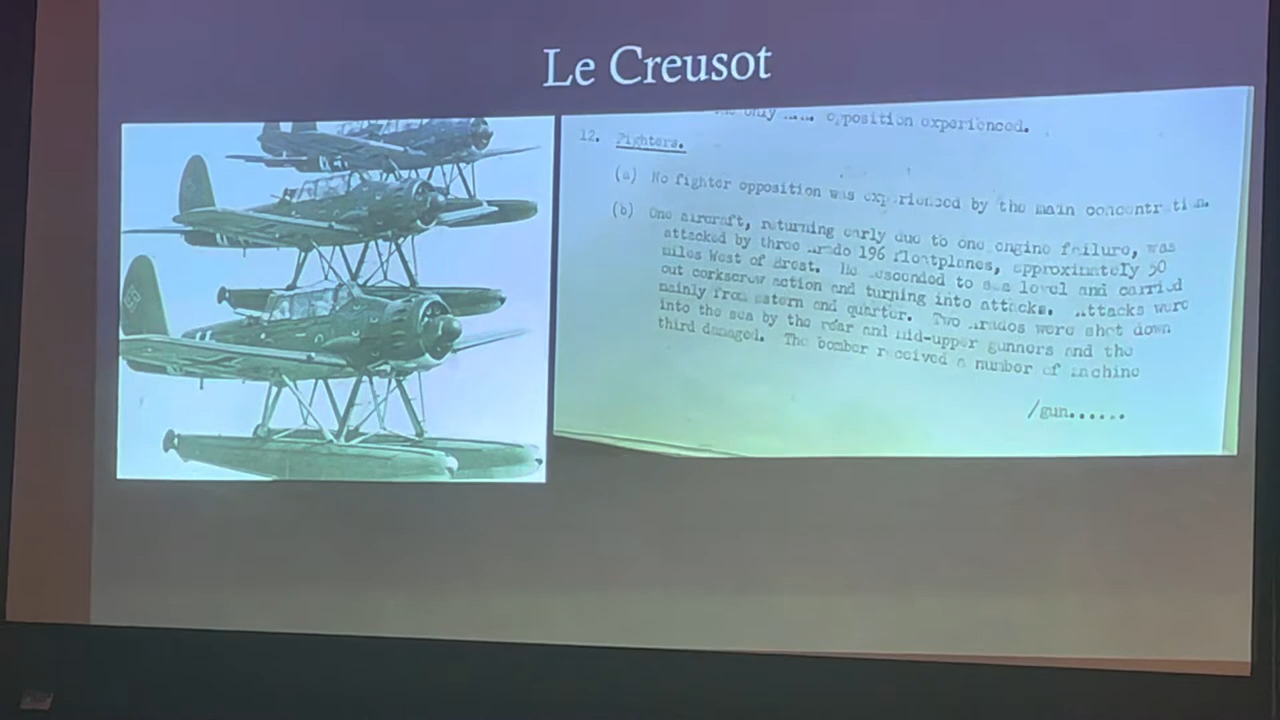 Le Creusot
only .... opposition experienced.
12. Fighters.
(a) No fighter opposition was experienced by the main concentration.
(b) One aircraft, returning early due to one engine failure, was
attacked by three Arado 196 floatplanes, approximately 50
miles West of Brest. He descended to sea level and carried
out corkscrew action and turning into attacks. Attacks were
mainly from astern and quarter. Two Arados were shot down
into the sea by the rear and mid-upper gunners and the
third damaged. The bomber received a number of machine
/gun......